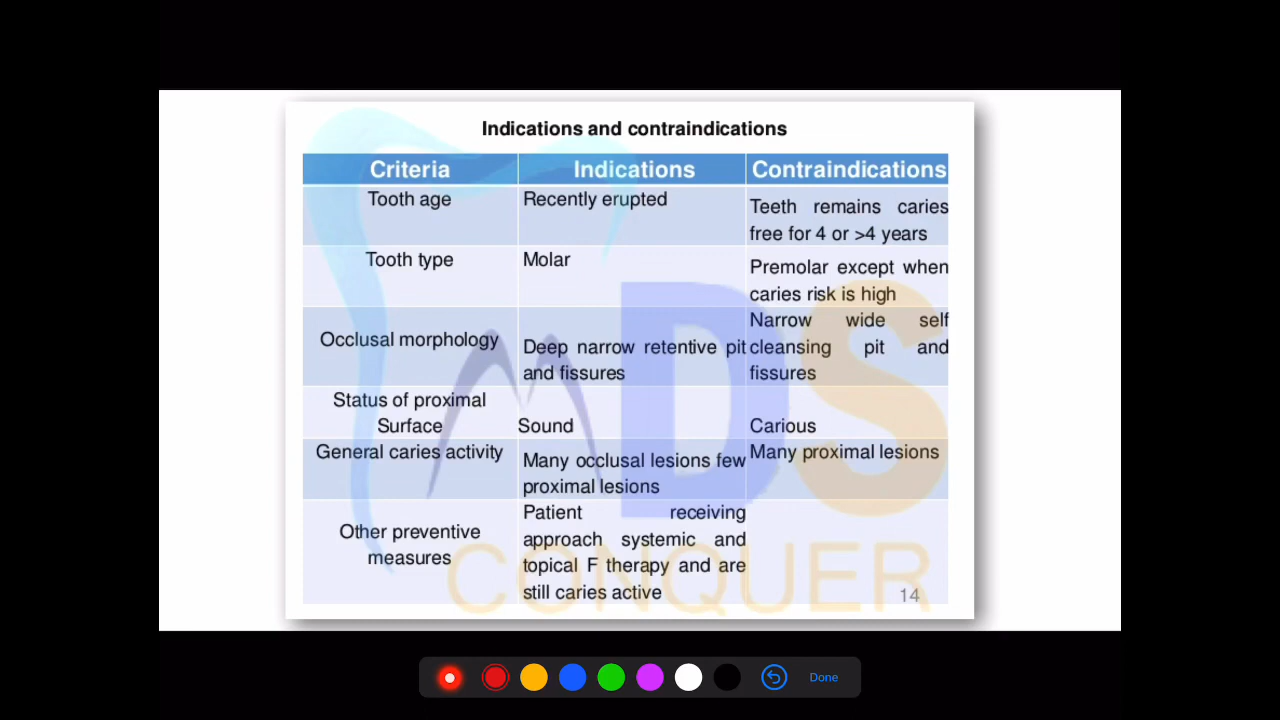 Indications and contraindications
Criteria Indications Contraindications
Tooth age
Recently erupted
Teeth remains caries
free for 4 or >4 years
Tooth type
Molar
Premolar except when
caries risk is high
Occlusal morphology
Deep narrow retentive pit
and fissures
Narrow wide self
cleansing pit and
fissures
Status of proximal
Surface
Sound
Carious
General caries activity
Many occlusal lesions few
proximal lesions
Many proximal lesions
Other preventive
measures
Patient receiving
approach systemic and
topical F therapy and are
still caries active
14
MDS
CONQUER
Done